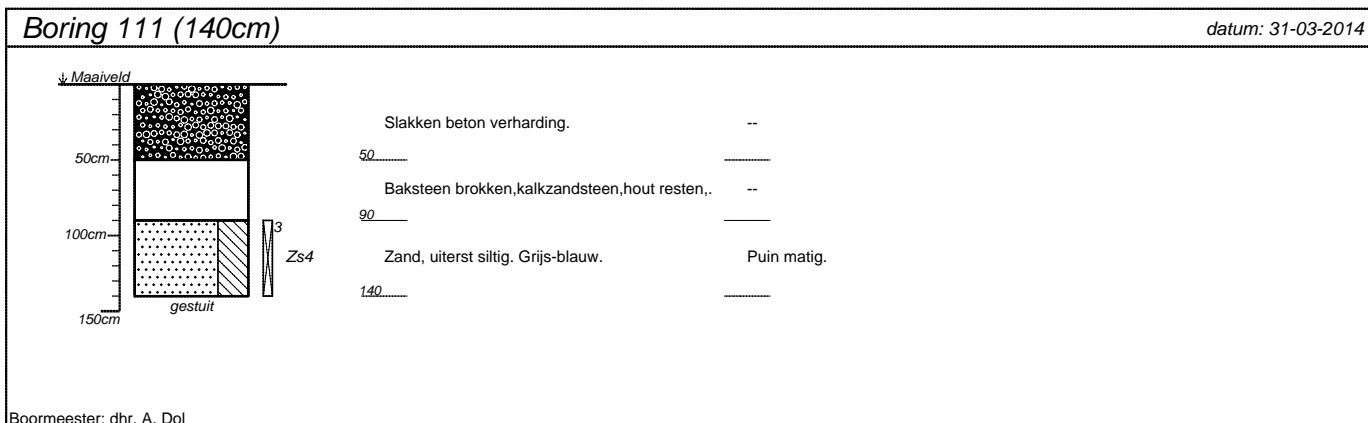 Boring 111 (140cm) datum: 31-03-2014
Maaiveld
Slakken beton verharding. --
50cm 50
Baksteen brokken,kalkzandsteen,hout resten,. --
90
3
100cm Zs4 Zand, uiterst siltig. Grijs-blauw. Puin matig.
140
gestuit
150cm
Boormeester: dhr. A. Dol